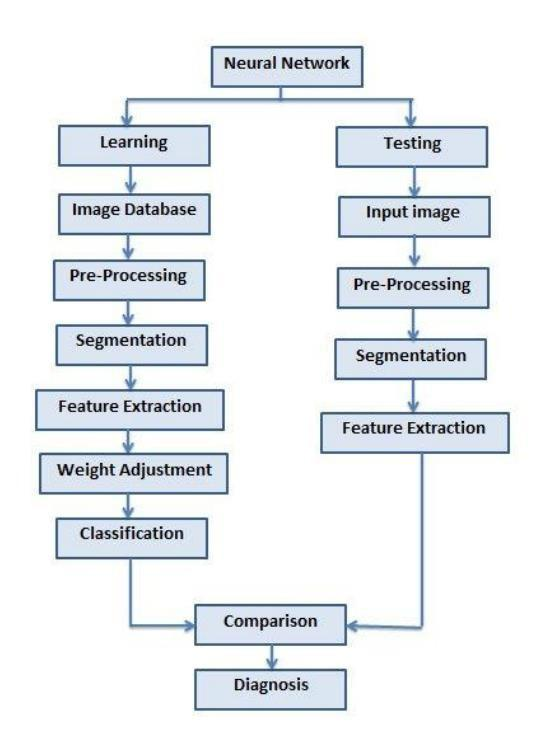 Neural Network
Learning
Testing
Image Database
Input image
Pre-Processing
Pre-Processing
Segmentation
Segmentation
Feature Extraction
Feature Extraction
Weight Adjustment
Classification
Comparison
Diagnosis